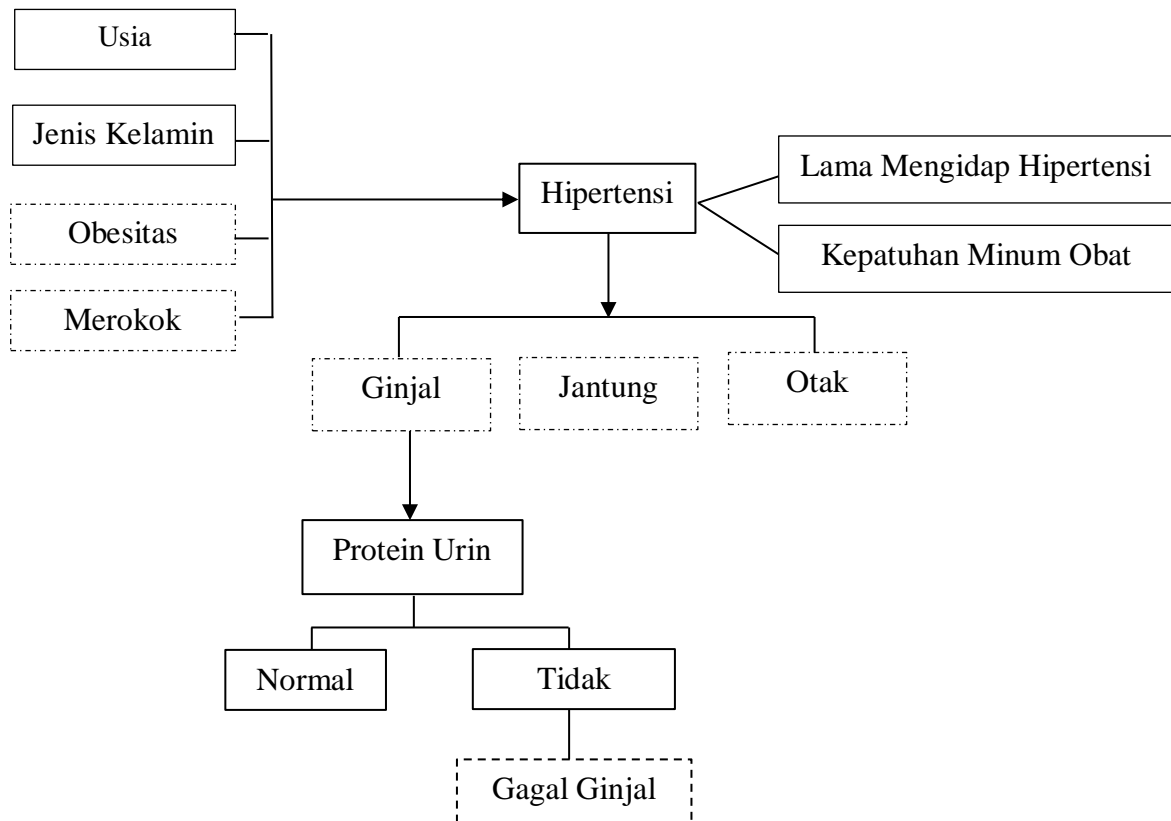 Usia
Jenis Kelamin
Obesitas
Merokok
Hipertensi
Lama Mengidap Hipertensi
Kepatuhan Minum Obat
Ginjal
Jantung
Otak
Protein Urin
Normal
Tidak
Gagal Ginjal